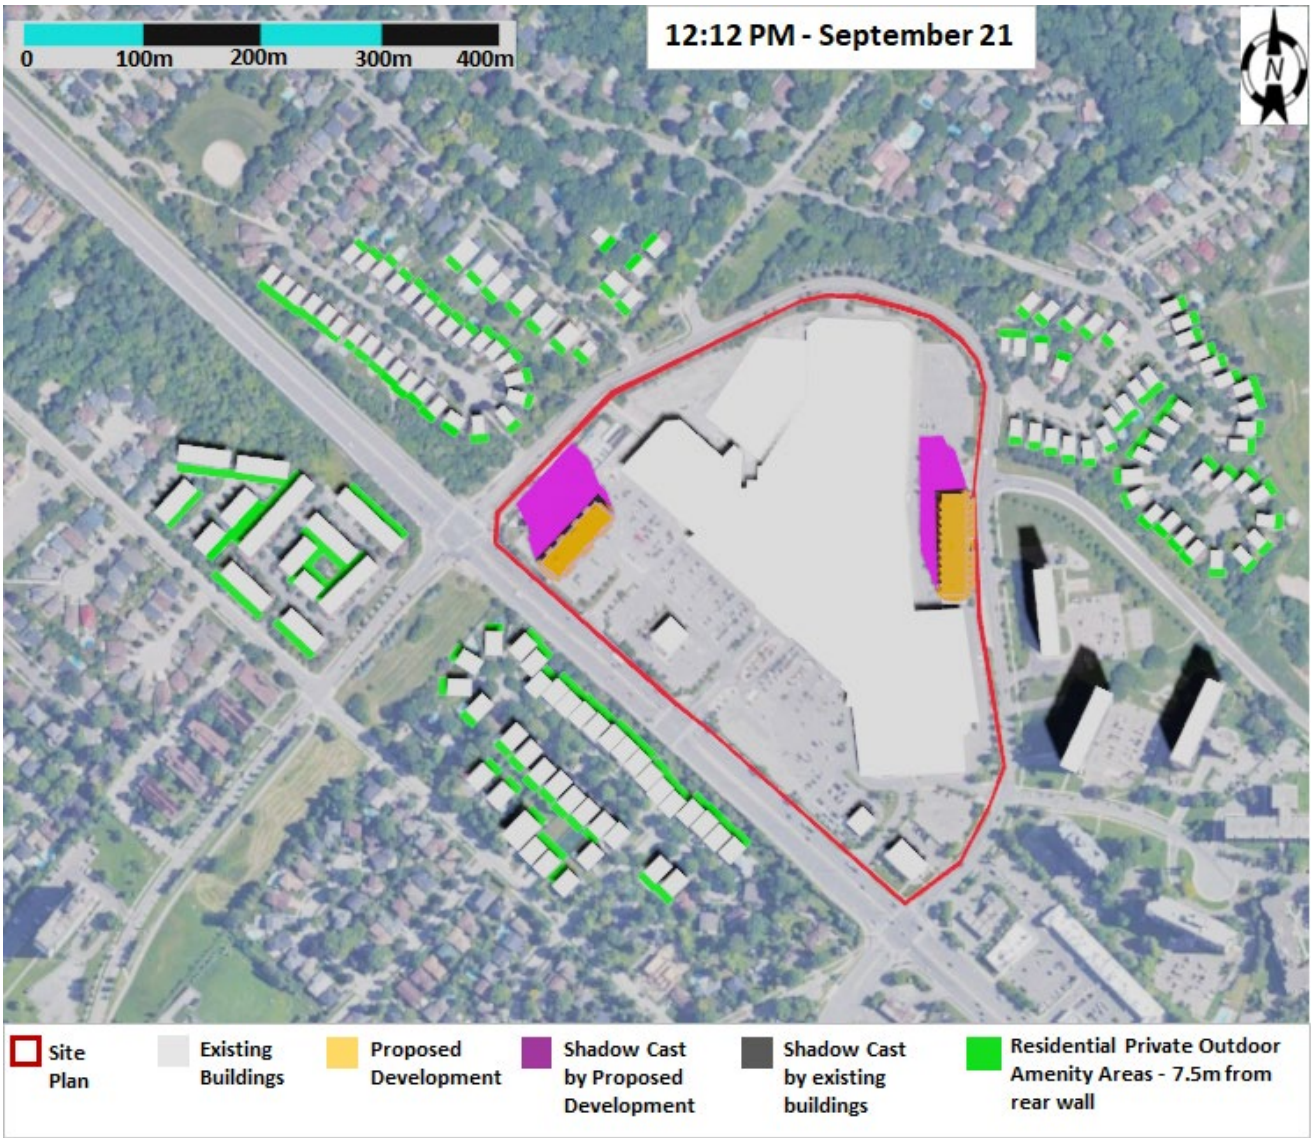 12:12 PM - September 21
0 100m 200m 300m 400m
N
Site
Plan
Existing
Buildings
Proposed
Development
Shadow Cast
by Proposed
Development
Shadow Cast
by existing
buildings
Residential Private Outdoor
Amenity Areas - 7.5m from
rear wall